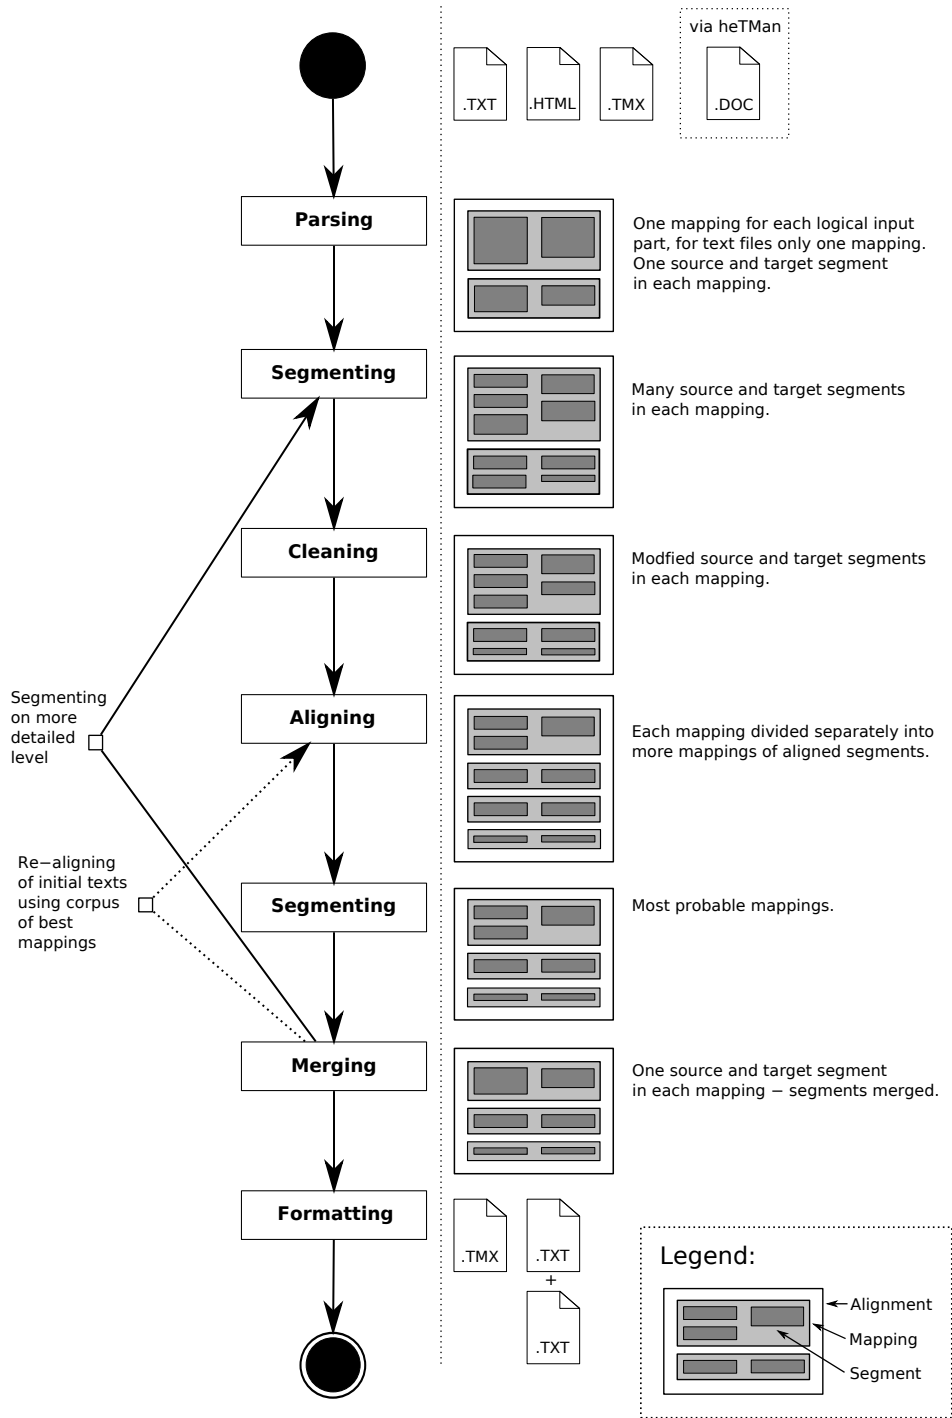 via heTMan
.TXT
.HTML
.TMX
.DOC
Parsing
One mapping for each logical input
part, for text files only one mapping.
One source and target segment
in each mapping.
Segmenting
Many source and target segments
in each mapping.
Cleaning
Modfied source and target segments
in each mapping.
Segmenting
on more
detailed
level
Aligning
Each mapping divided separately into
more mappings of aligned segments.
Re−aligning
of initial texts
using corpus
of best
mappings
Segmenting
Most probable mappings.
Merging
One source and target segment
in each mapping − segments merged.
Formatting
.TMX
.TXT
+
.TXT
Legend:
Alignment
Mapping
Segment